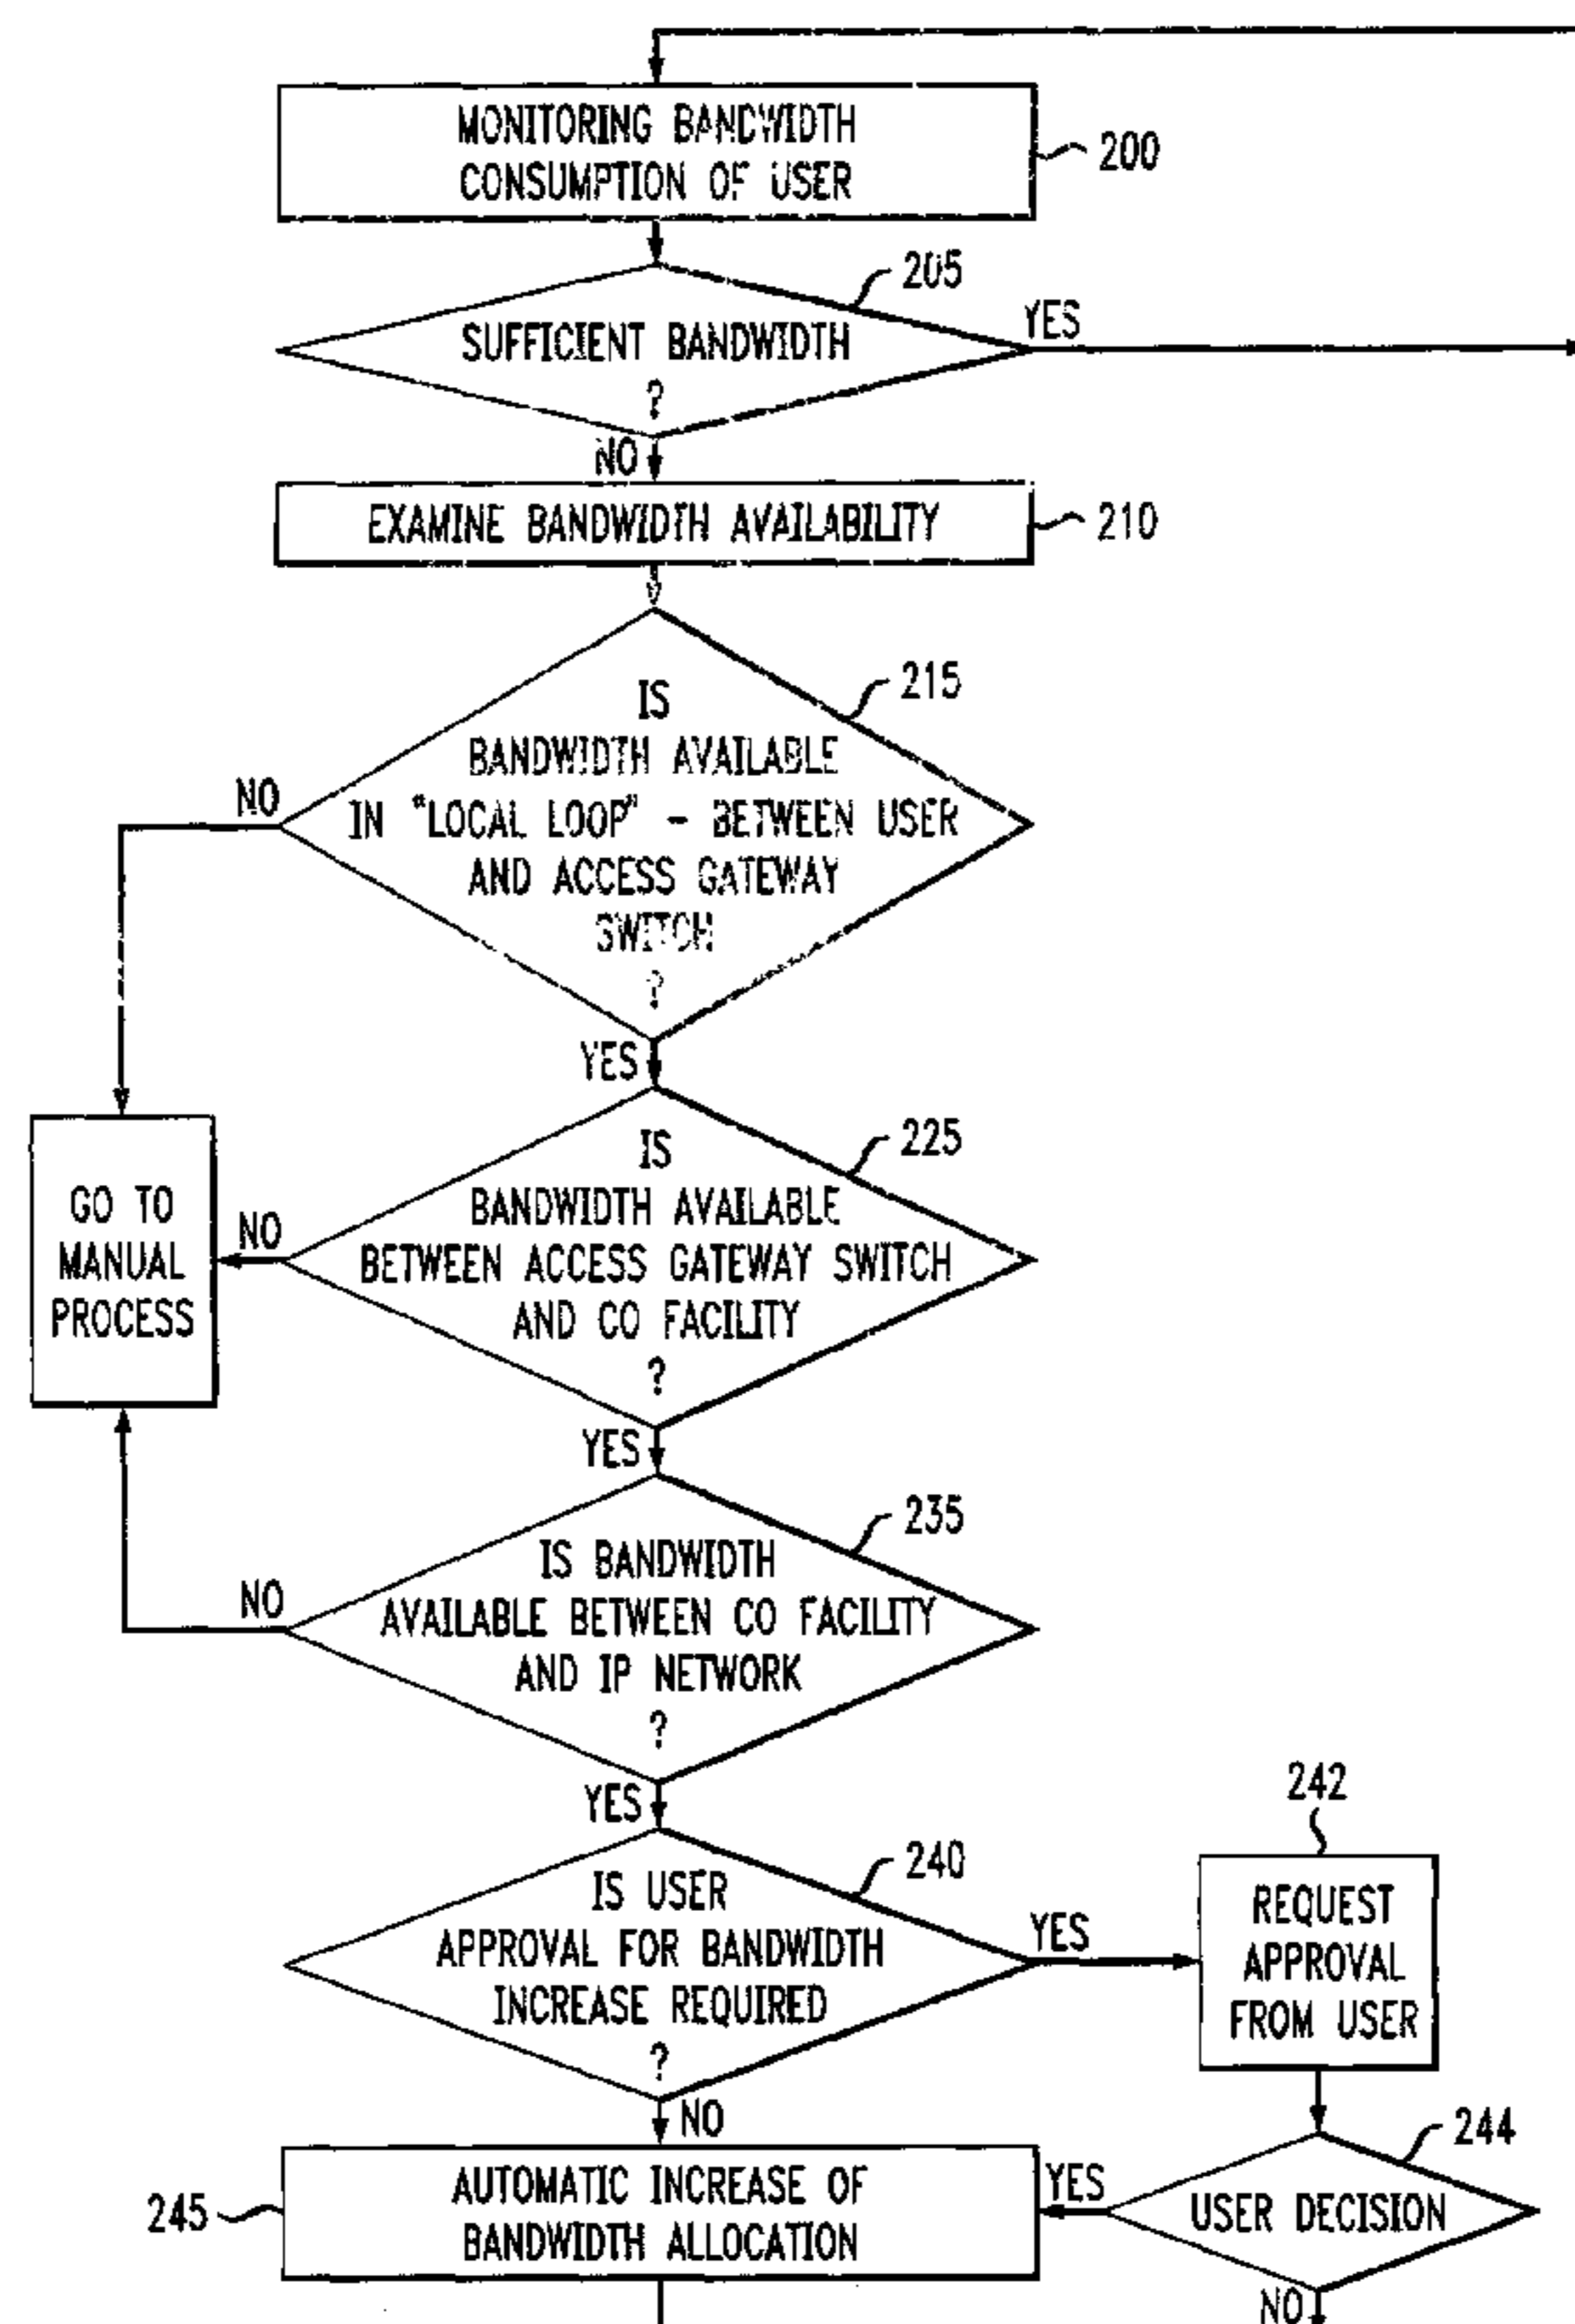 MONITORING BANDWIDTH
CONSUMPTION OF USER
200
205
SUFFICIENT BANDWIDTH
?
YES
NO
EXAMINE BANDWIDTH AVAILABILITY
210
215
IS
BANDWIDTH AVAILABLE
IN "LOCAL LOOP" - BETWEEN USER
AND ACCESS GATEWAY
SWITCH
?
NO
YES
225
IS
BANDWIDTH AVAILABLE
BETWEEN ACCESS GATEWAY SWITCH
AND CO FACILITY
?
NO
GO TO
MANUAL
PROCESS
YES
235
IS BANDWIDTH
AVAILABLE BETWEEN CO FACILITY
AND IP NETWORK
?
NO
YES
240
IS USER
APPROVAL FOR BANDWIDTH
INCREASE REQUIRED
?
YES
242
REQUEST
APPROVAL
FROM USER
NO
244
USER DECISION
YES
245
AUTOMATIC INCREASE OF
BANDWIDTH ALLOCATION
NO